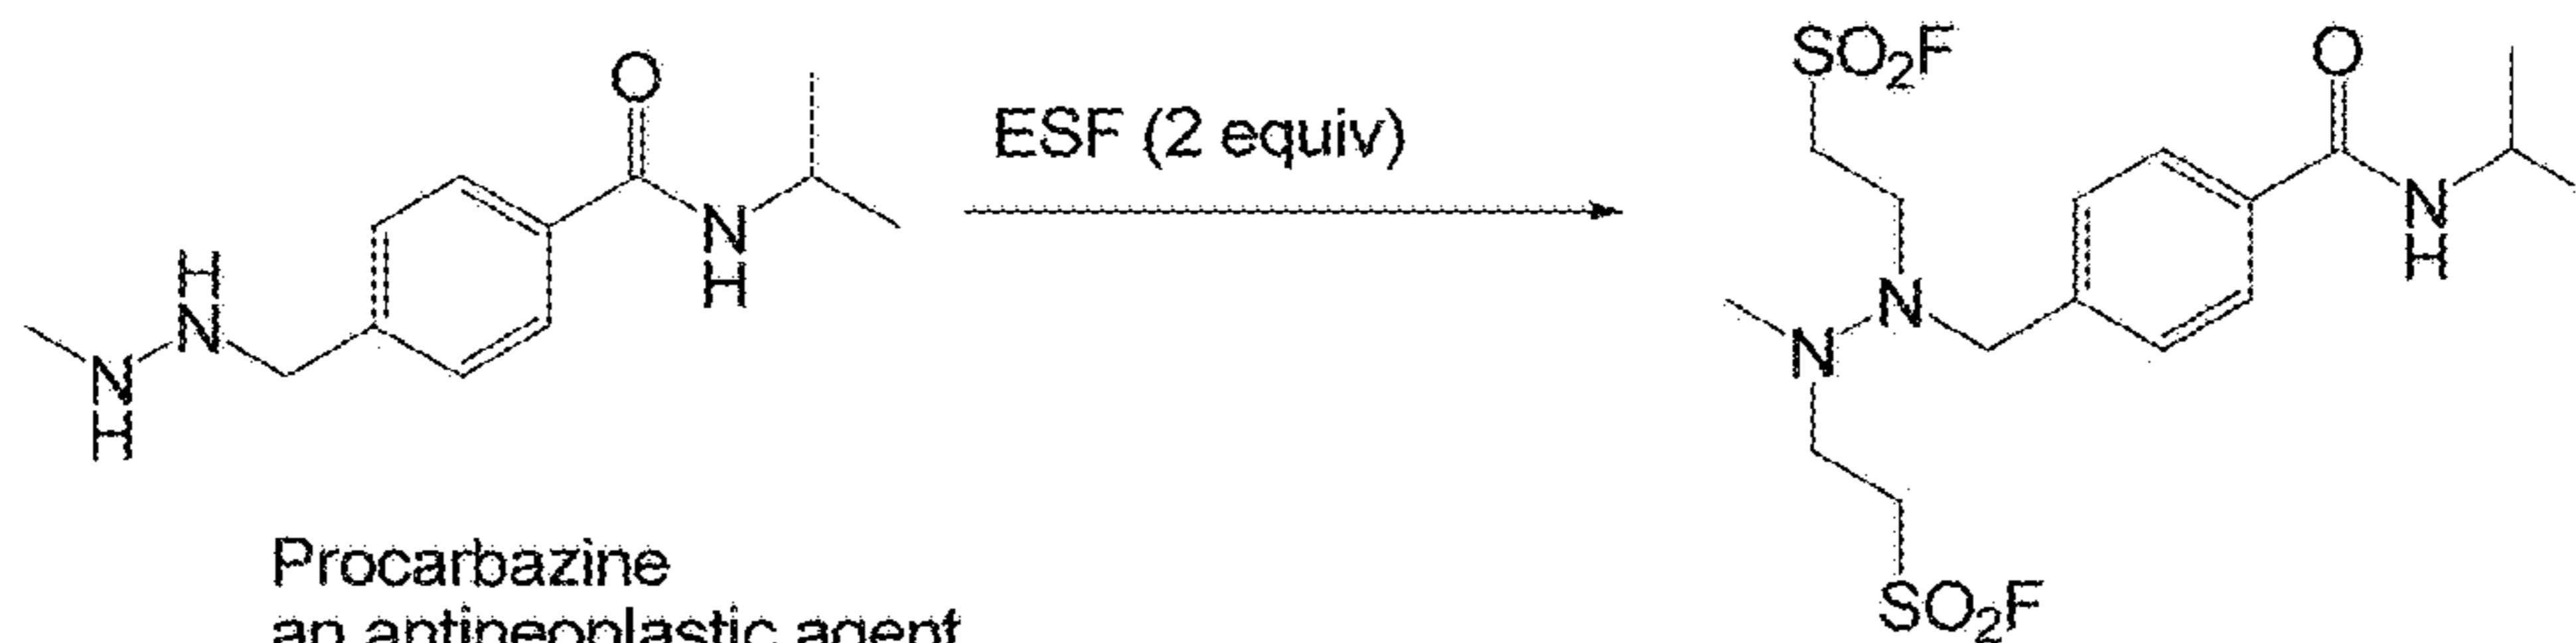 O
N
H
H
N
N
H
ESF (2 equiv)
SO₂F
O
N
H
N
N
SO₂F
Procarbazine
an antineoplastic agent